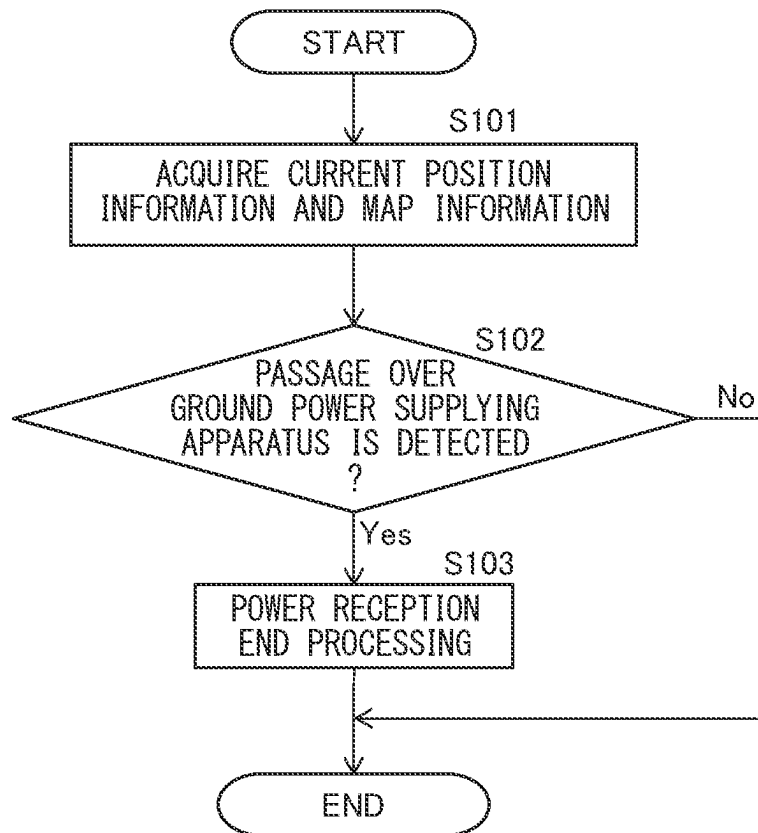 START
S101
ACQUIRE CURRENT POSITION
INFORMATION AND MAP INFORMATION
S102
PASSAGE OVER
GROUND POWER SUPPLYING
APPARATUS IS DETECTED
?
No
Yes
S103
POWER RECEPTION
END PROCESSING
END